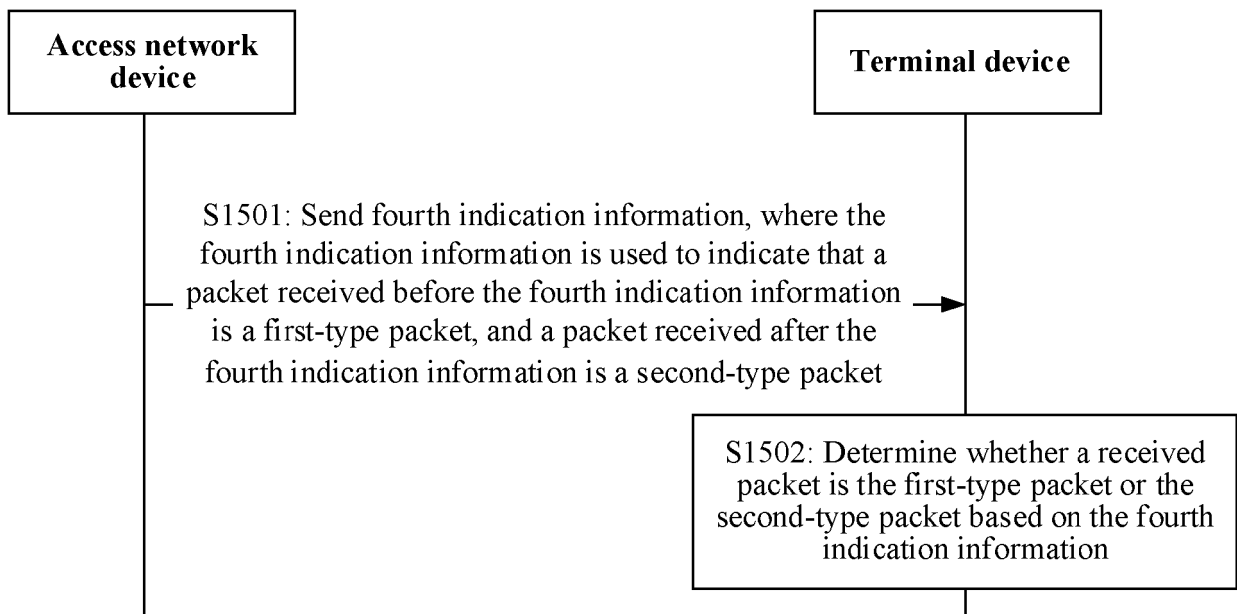 Access network
device
Terminal device
S1501: Send fourth indication information, where the
fourth indication information is used to indicate that a
packet received before the fourth indication information
is a first-type packet, and a packet received after the
fourth indication information is a second-type packet
S1502: Determine whether a received
packet is the first-type packet or the
second-type packet based on the fourth
indication information